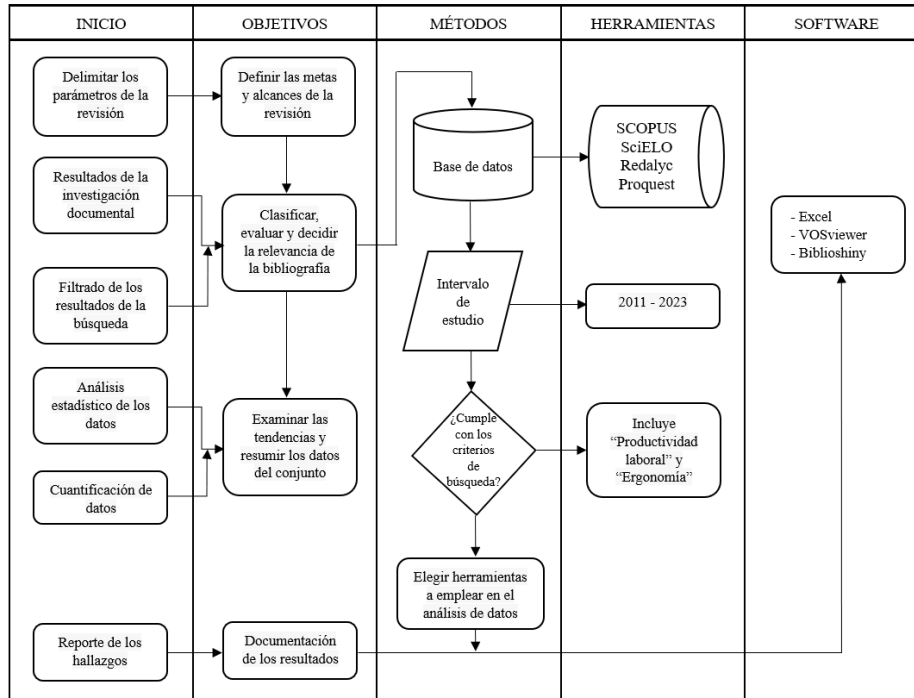 INICIO
OBJETIVOS
MÉTODOS
HERRAMIENTAS
SOFTWARE
Delimitar los
parámetros de la
revisión
Definir las metas
y alcances de la
revisión
Base de datos
SCOPUS
SciELO
Redalyc
Proquest
Resultados de la
investigación
documental
Clasificar,
evaluar y decidir
la relevancia de
la bibliografía
- Excel
- VOSviewer
- Biblioshiny
Filtrado de los
resultados de la
búsqueda
Intervalo
de
estudio
2011 - 2023
Análisis
estadístico de los
datos
Examinar las
tendencias y
resumir los datos
del conjunto
¿Cumple
con los
criterios
de
búsqueda?
Incluye
“Productividad
laboral” y
“Ergonomía”
Cuantificación de
datos
Elegir herramientas
a emplear en el
análisis de datos
Reporte de los
hallazgos
Documentación
de los resultados